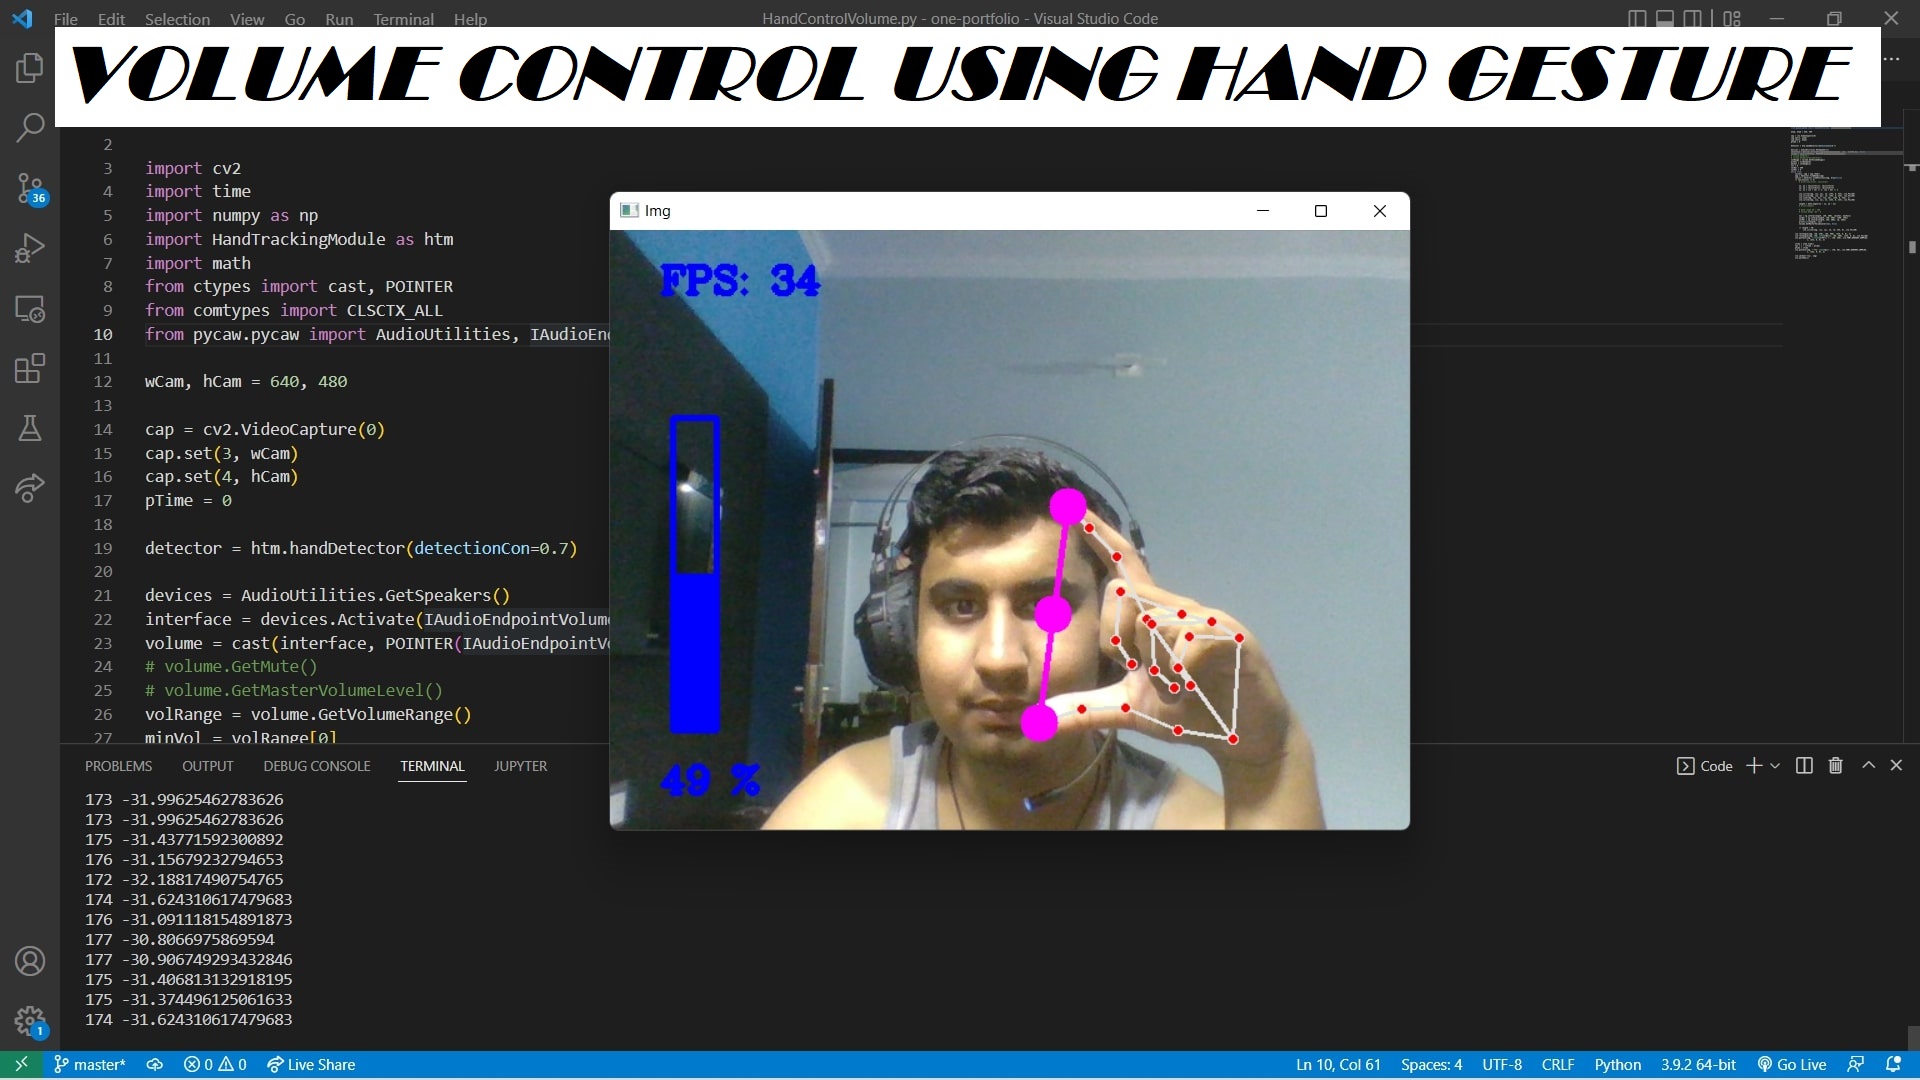 File Edit Selection View Go Run Terminal Help
HandControlVolume.py - one-portfolio - Visual Studio Code
VOLUME CONTROL USING HAND GESTURE
36
2
3 import cv2
4 import time
5 import numpy as np
6 import HandTrackingModule as htm
7 import math
8 from ctypes import cast, POINTER
9 from comtypes import CLSCTX_ALL
10 from pycaw.pycaw import AudioUtilities, IAudioEn
11
12 wCam, hCam = 640, 480
13
14 cap = cv2.VideoCapture(0)
15 cap.set(3, wCam)
16 cap.set(4, hCam)
17 pTime = 0
18
19 detector = htm.handDetector(detectionCon=0.7)
20
21 devices = AudioUtilities.GetSpeakers()
22 interface = devices.Activate(IAudioEndpointVolum
23 volume = cast(interface, POINTER(IAudioEndpointV
24 # volume.GetMute()
25 # volume.GetMasterVolumeLevel()
26 volRange = volume.GetVolumeRange()
27 minVol = volRange[0]
Img
FPS: 34
49 %
PROBLEMS OUTPUT DEBUG CONSOLE TERMINAL JUPYTER
Code
173 -31.99625462783626
173 -31.99625462783626
175 -31.43771592300892
176 -31.15679232794653
172 -32.18817490754765
174 -31.624310617479683
176 -31.091118154891873
177 -30.8066975869594
177 -30.906749293432846
175 -31.406813132918195
175 -31.374496125061633
174 -31.624310617479683
1
master* 0 0 Live Share
Ln 10, Col 61 Spaces: 4 UTF-8 CRLF Python 3.9.2 64-bit Go Live